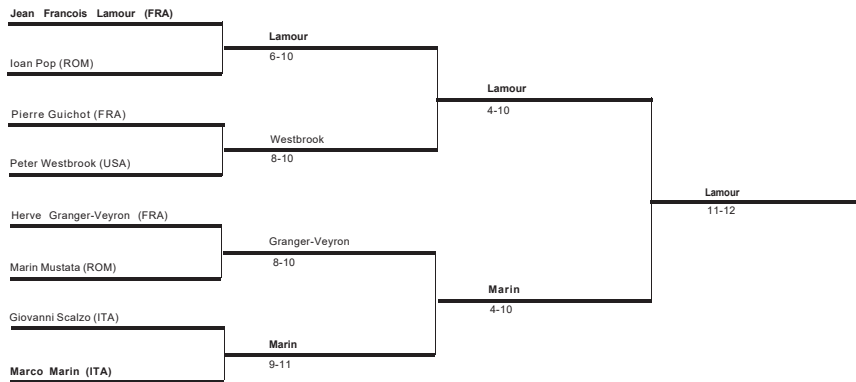 Jean Francois Lamour (FRA)
Ioan Pop (ROM)
Pierre Guichot (FRA)
Peter Westbrook (USA)
Herve Granger-Veyron (FRA)
Marin Mustata (ROM)
Giovanni Scalzo (ITA)
Marco Marin (ITA)
Lamour
6-10
Westbrook
8-10
Granger-Veyron
8-10
Marin
9-11
Lamour
4-10
Marin
4-10
Lamour
11-12